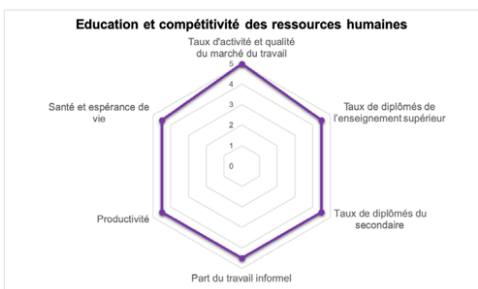 Education et compétitivité des ressources humaines
Taux d'activité et qualité
du marché du travail
5
4
3
2
1
0
Santé et espérance de
vie
Taux de diplômés de
l'enseignement supérieur
Productivité
Taux de diplômés du
secondaire
Part du travail informel